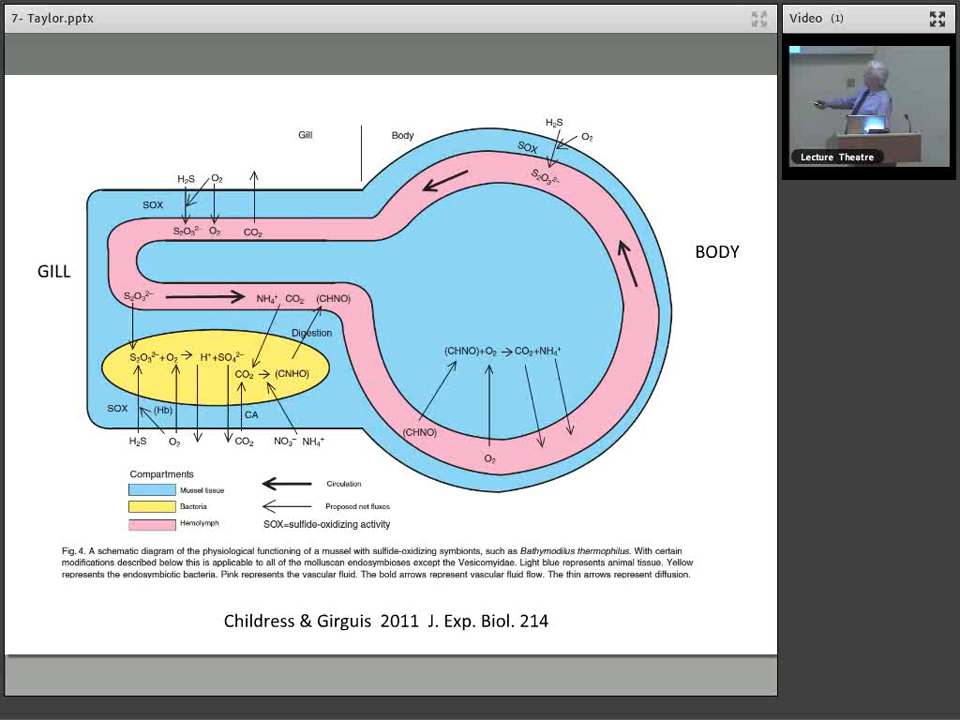 7- Taylor.pptx
Video (1)
Lecture Theatre
Gill
Body
H₂S
O₂
SOX
S₂O₃²⁻
H₂S O₂
SOX
S₂O₃²⁻ O₂ CO₂
GILL
BODY
S₂O₃²⁻
NH₄⁺ CO₂ (CHNO)
Digestion
S₂O₃²⁻+O₂ → H⁺+SO₄²⁻
CO₂ → (CNHO)
(CHNO)+O₂ → CO₂+NH₄⁺
SOX
(Hb)
CA
(CHNO)
O₂
H₂S O₂ CO₂ NO₃⁻ NH₄⁺
Compartments
Mussel tissue
Bacteria
Hemolymph
Circulation
Proposed net fluxes
SOX=sulfide-oxidizing activity
Fig. 4. A schematic diagram of the physiological functioning of a mussel with sulfide-oxidizing symbionts, such as Bathymodilus thermophilus. With certain
modifications described below this is applicable to all of the molluscan endosymbioses except the Vesicomyidae. Light blue represents animal tissue. Yellow
represents the endosymbiotic bacteria. Pink represents the vascular fluid. The bold arrows represent vascular fluid flow. The thin arrows represent diffusion.
Childress & Girguis 2011 J. Exp. Biol. 214